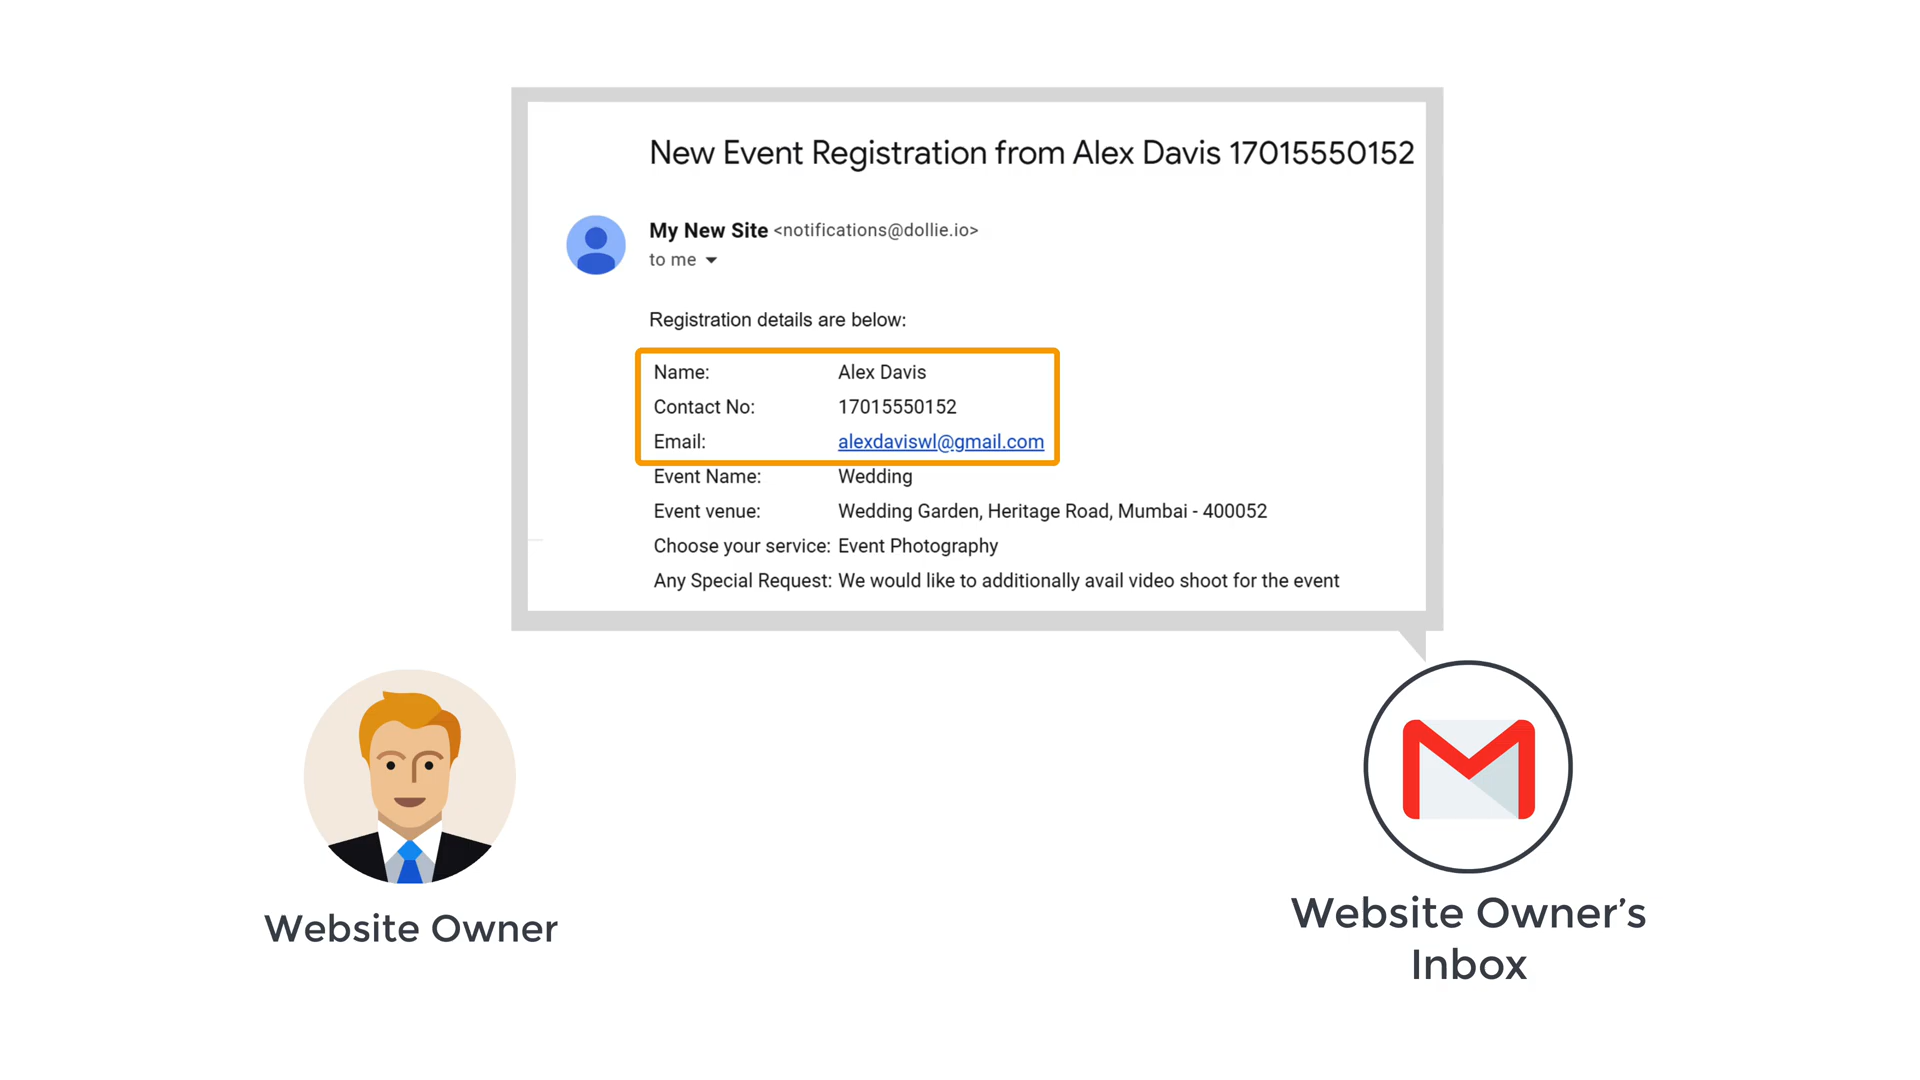 New Event Registration from Alex Davis 17015550152
My New Site <notifications@dollie.io>
to me
Registration details are below:
Name: Alex Davis
Contact No: 17015550152
Email: alexdaviswl@gmail.com
Event Name: Wedding
Event venue: Wedding Garden, Heritage Road, Mumbai - 400052
Choose your service: Event Photography
Any Special Request: We would like to additionally avail video shoot for the event
Website Owner
Website Owner’s
Inbox